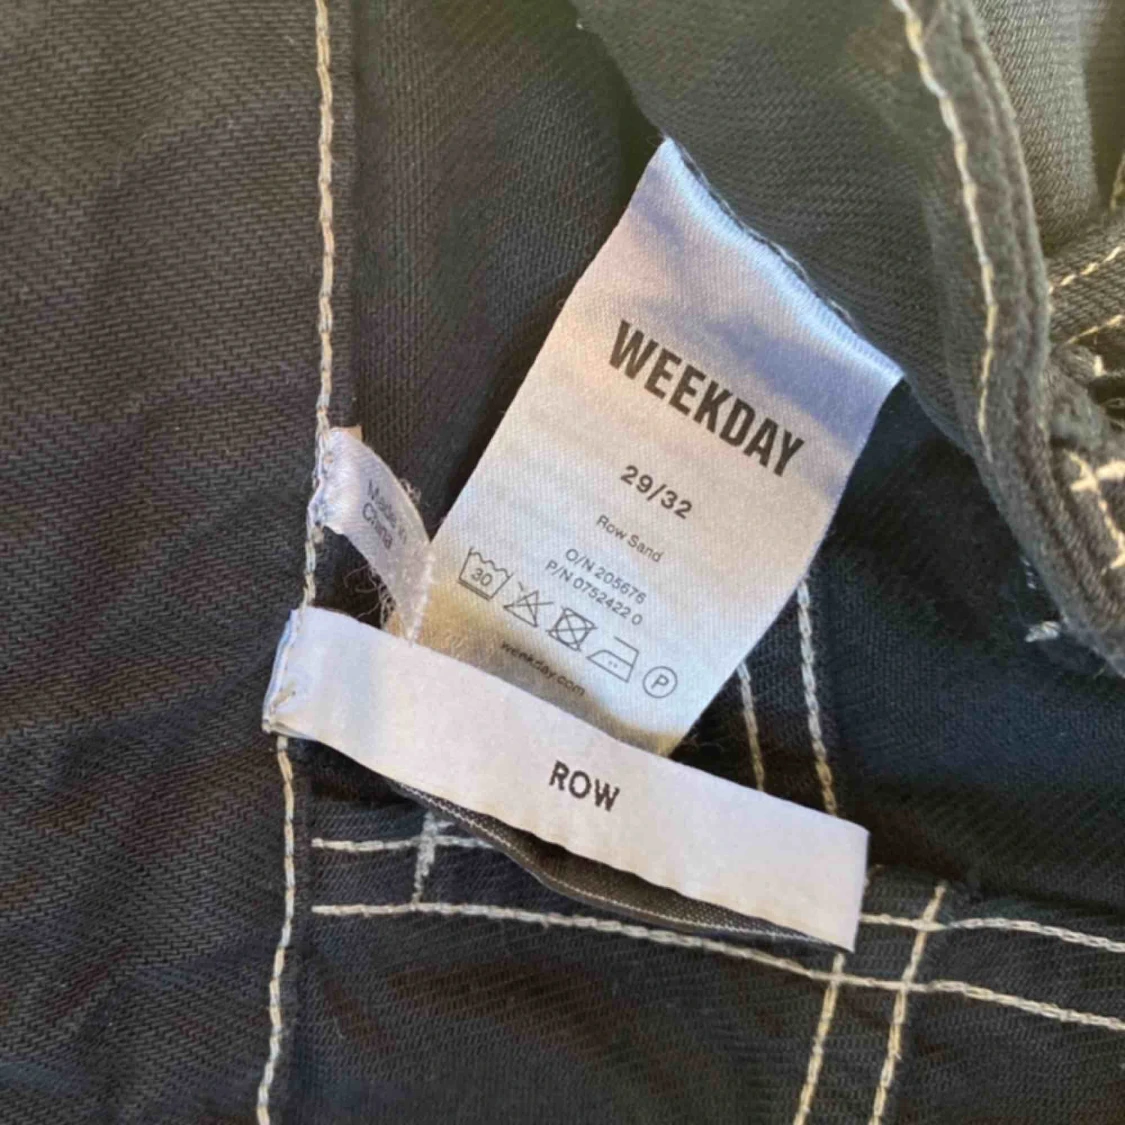 WEEKDAY
29/32
Row Sand
O/N 205676
P/N 0752422 0
30
P
weekday.com
Made in
China
ROW